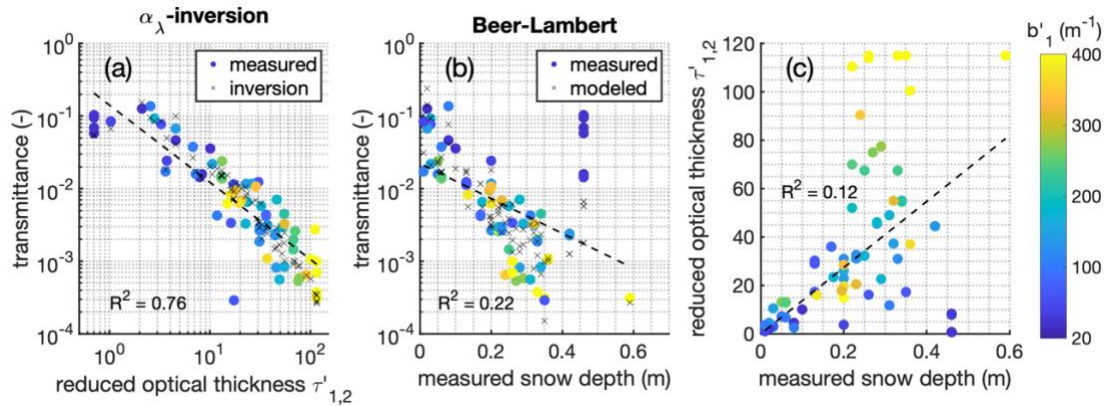 α_λ-inversion
10^0
10^-1
10^-2
10^-3
10^-4
transmittance (-)
(a)
measured
inversion
R² = 0.76
10^0 10^1 10^2
reduced optical thickness τ'_1,2
Beer-Lambert
10^0
10^-1
10^-2
10^-3
10^-4
transmittance (-)
(b)
measured
modeled
R² = 0.22
0 0.2 0.4 0.6
measured snow depth (m)
120
100
80
60
40
20
0
reduced optical thickness τ'_1,2
(c)
R² = 0.12
0 0.2 0.4 0.6
measured snow depth (m)
b'_1 (m^-1)
400
300
200
100
20